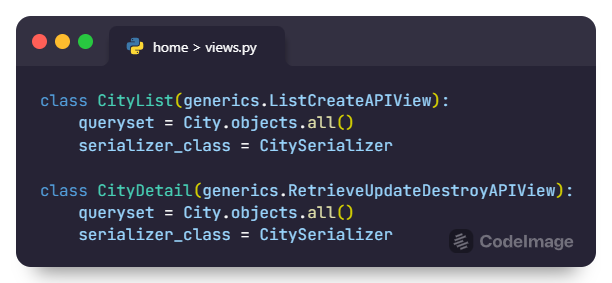 home > views.py
class CityList(generics.ListCreateAPIView):
    queryset = City.objects.all()
    serializer_class = CitySerializer

class CityDetail(generics.RetrieveUpdateDestroyAPIView):
    queryset = City.objects.all()
    serializer_class = CitySerializer
CodeImage